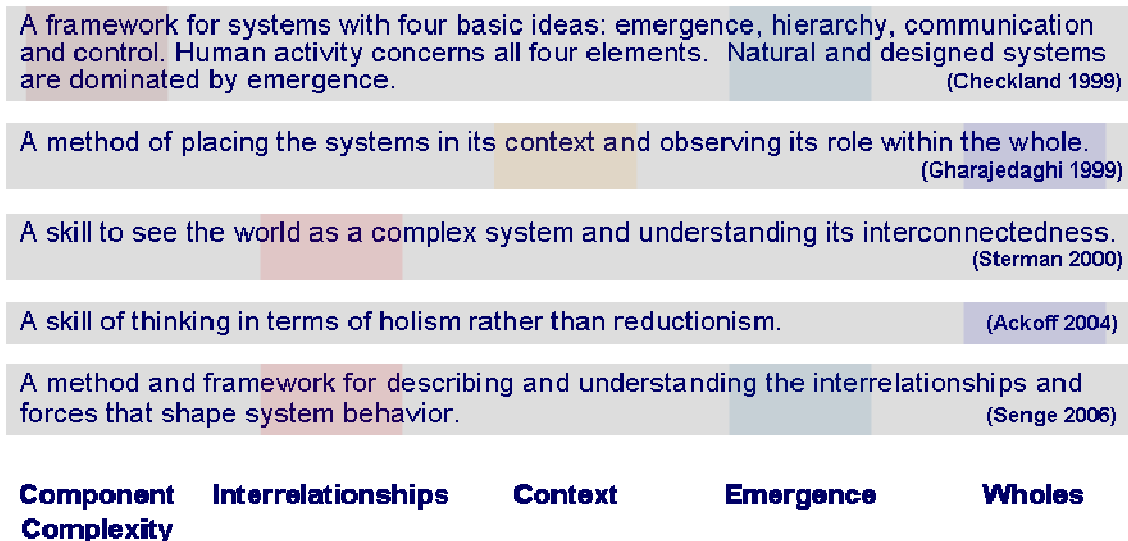 A framework for systems with four basic ideas: emergence, hierarchy, communication
and control. Human activity concerns all four elements.  Natural and designed systems
are dominated by emergence.
(Checkland 1999)
A method of placing the systems in its context and observing its role within the whole.
(Gharajedaghi 1999)
A skill to see the world as a complex system and understanding its interconnectedness.
(Sterman 2000)
A skill of thinking in terms of holism rather than reductionism.
(Ackoff 2004)
A method and framework for describing and understanding the interrelationships and
forces that shape system behavior.
(Senge 2006)
Component Interrelationships Context Emergence Wholes
Complexity